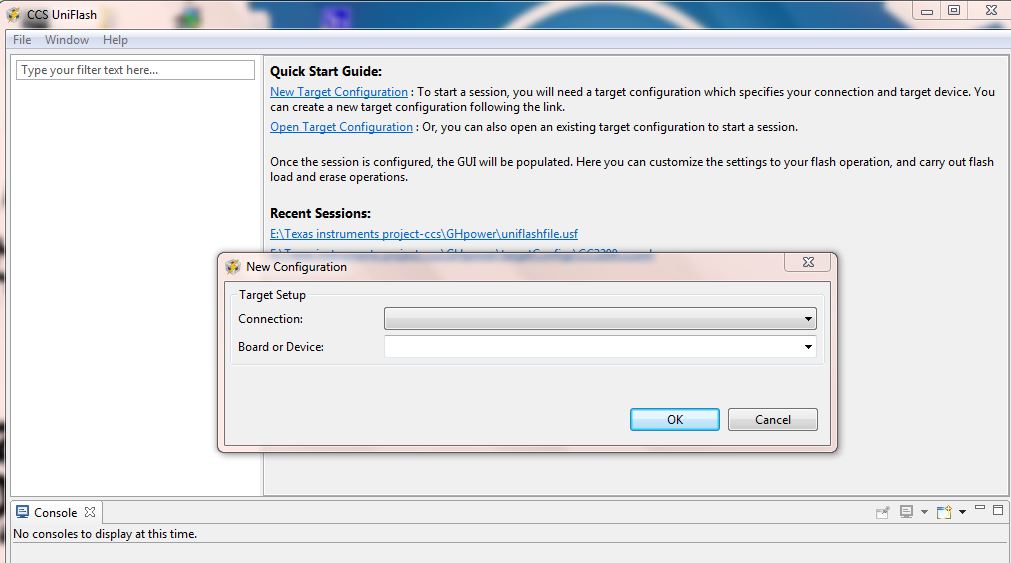 CCS UniFlash
File Window Help
Type your filter text here...
Quick Start Guide:
New Target Configuration : To start a session, you will need a target configuration which specifies your connection and target device. You
can create a new target configuration following the link.
Open Target Configuration : Or, you can also open an existing target configuration to start a session.
Once the session is configured, the GUI will be populated. Here you can customize the settings to your flash operation, and carry out flash
load and erase operations.
Recent Sessions:
E:\Texas instruments project-ccs\GHpower\uniflashfile.usf
New Configuration
Target Setup
Connection:
Board or Device:
OK Cancel
Console
No consoles to display at this time.